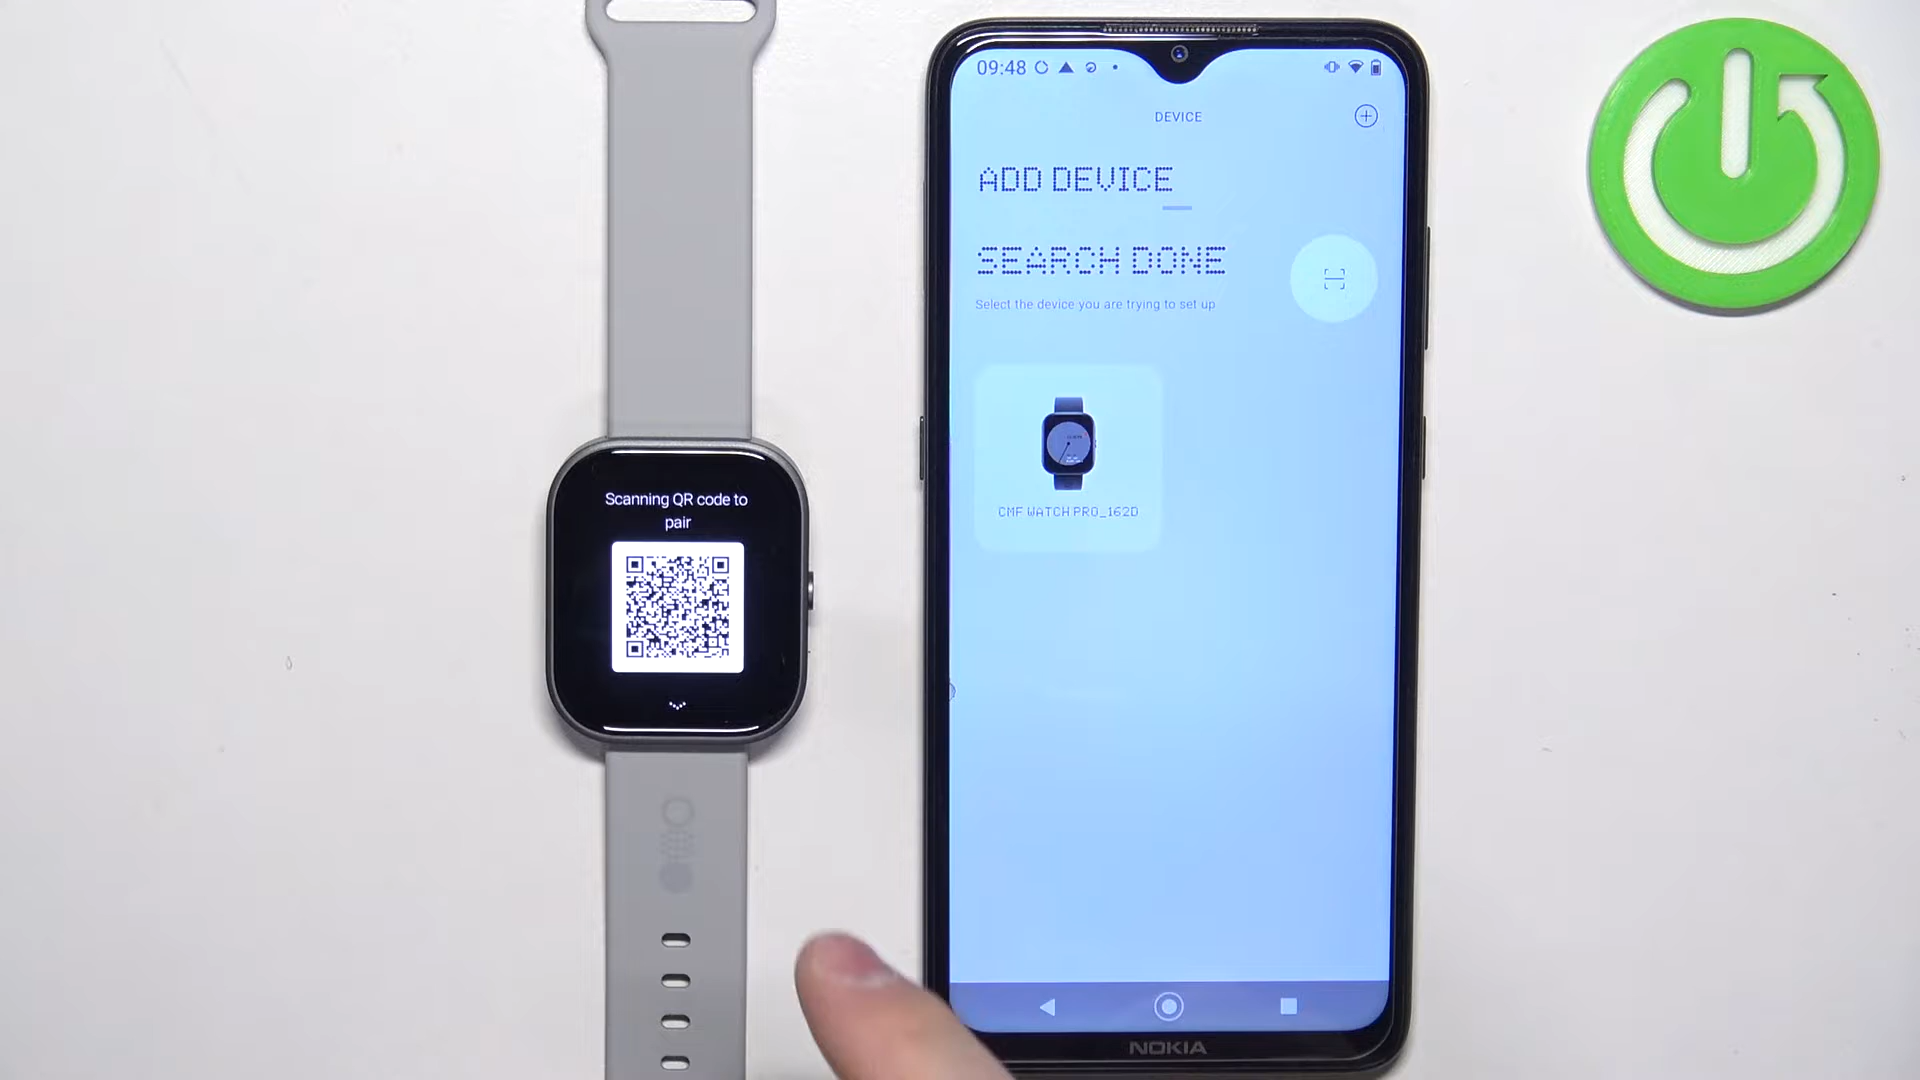 Scanning QR code to
pair
09:48
DEVICE
ADD DEVICE
SEARCH DONE
Select the device you are trying to set up
CMF WATCH PRO_162D
NOKIA